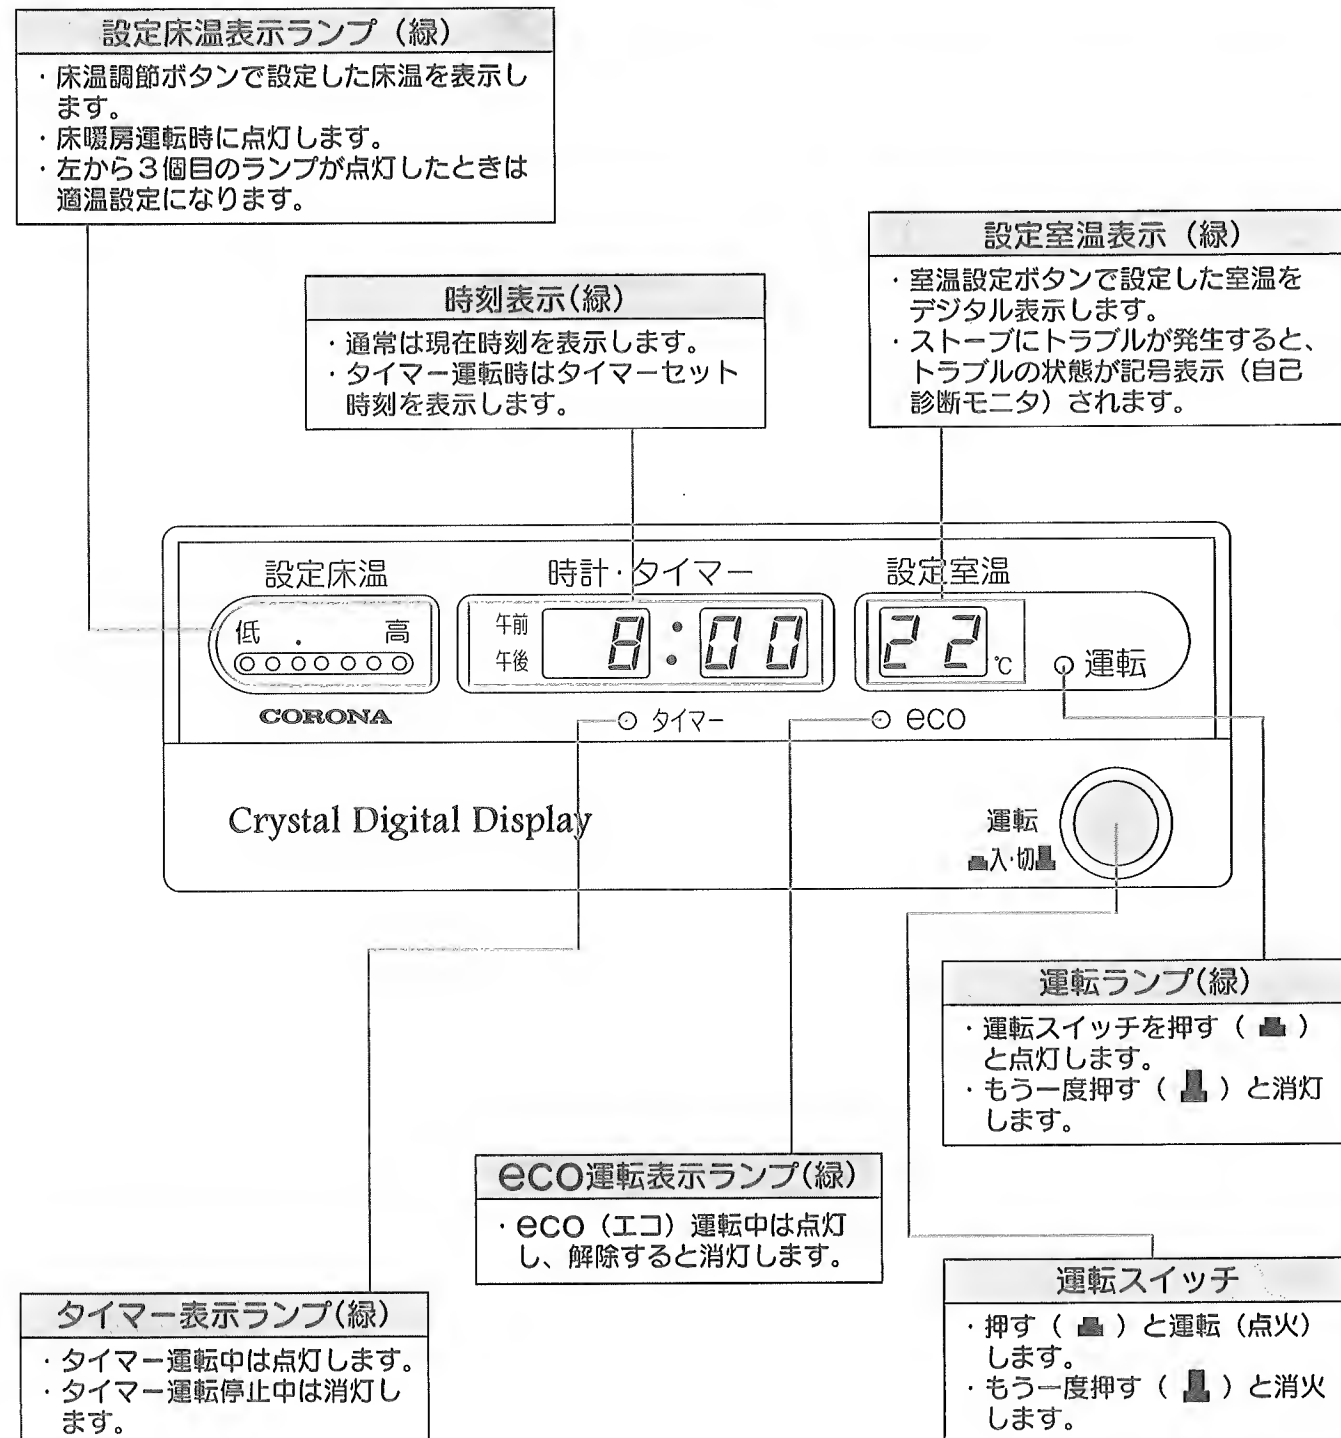 設定床温表示ランプ（緑）
・床温調節ボタンで設定した床温を表示し
ます。
・床暖房運転時に点灯します。
・左から３個目のランプが点灯したときは
適温設定になります。
設定室温表示（緑）
・室温設定ボタンで設定した室温を
デジタル表示します。
・ストーブにトラブルが発生すると、
トラブルの状態が記号表示（自己
診断モニタ）されます。
時刻表示(緑)
・通常は現在時刻を表示します。
・タイマー運転時はタイマーセット
時刻を表示します。
設定床温
時計・タイマー
設定室温
低 . 高
午前
午後
8:00
22℃
運転
CORONA
タイマー
eco
Crystal Digital Display
運転
入・切
運転ランプ(緑)
・運転スイッチを押す（ ）
と点灯します。
・もう一度押す（ ）と消灯
します。
eco運転表示ランプ(緑)
・eco（エコ）運転中は点灯
し、解除すると消灯します。
運転スイッチ
・押す（ ）と運転（点火）
します。
・もう一度押す（ ）と消火
します。
タイマー表示ランプ(緑)
・タイマー運転中は点灯します。
・タイマー運転停止中は消灯し
ます。